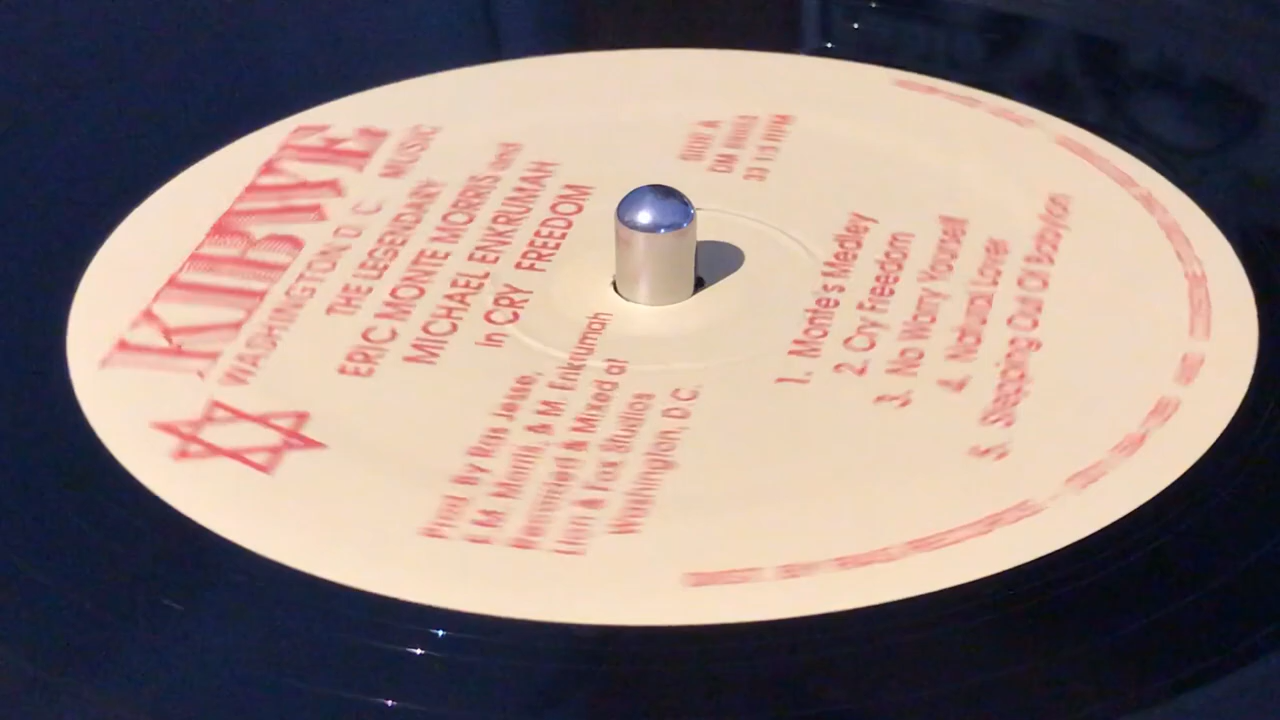 KIBWE
WASHINGTON D C MUSIC
THE LEGENDARY
ERIC MONTE MORRIS and
MICHAEL ENKRUMAH
in CRY FREEDOM
SIDE A
33 1/3 RPM
Prod. By Ras Jesse,
E. M. Morris, & M. Enkrumah
Recorded & Mixed at
Lion & Fox Studios
Washington, D.C.
1. Monte's Medley
2. Cry Freedom
3. No Worry Yourself
4. Natural Lover
5. Stepping Out Of Babylon